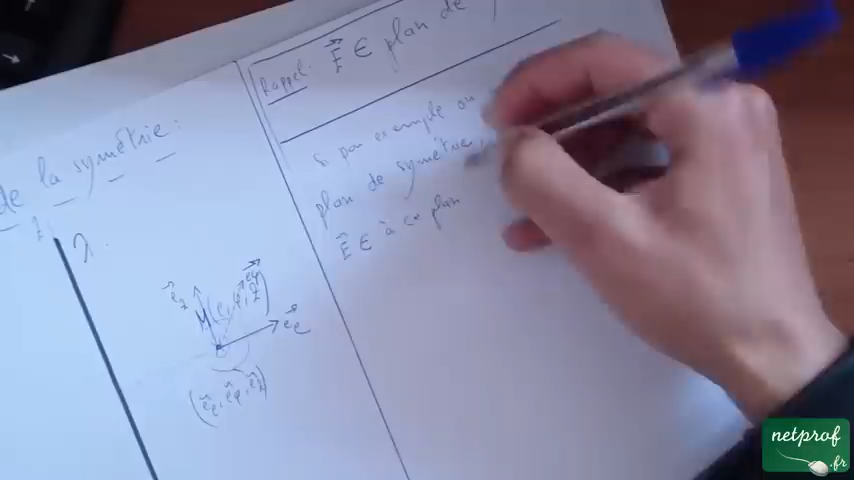 de la symétrie :
z
λ.
e⃗z
e⃗φ
M(ρ, φ, z)
e⃗ρ
(e⃗ρ, e⃗φ, e⃗z)
Rappel : E⃗ ∈ plan de
si par exemple on
plan de symétrie,
E⃗ ∈ à ce plan
netprof
.fr